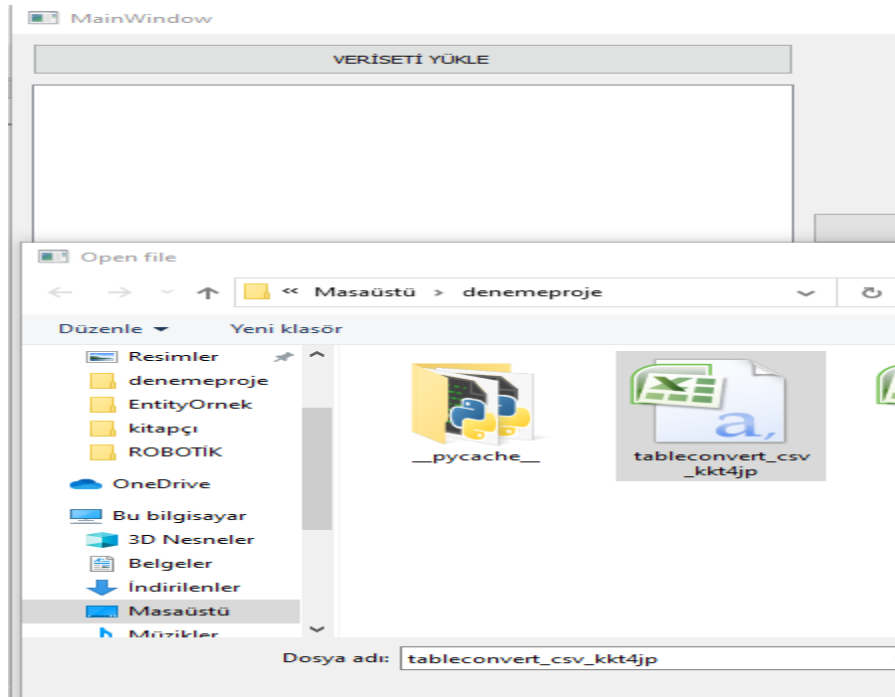 MainWindow
VERİSETİ YÜKLE
Open file
« Masaüstü > denemeproje
Düzenle Yeni klasör
Resimler
denemeproje
EntityOrnek
kitapçı
ROBOTİK
OneDrive
Bu bilgisayar
3D Nesneler
Belgeler
İndirilenler
Masaüstü
Müzikler
__pycache__
tableconvert_csv
_kkt4jp
Dosya adı: tableconvert_csv_kkt4jp